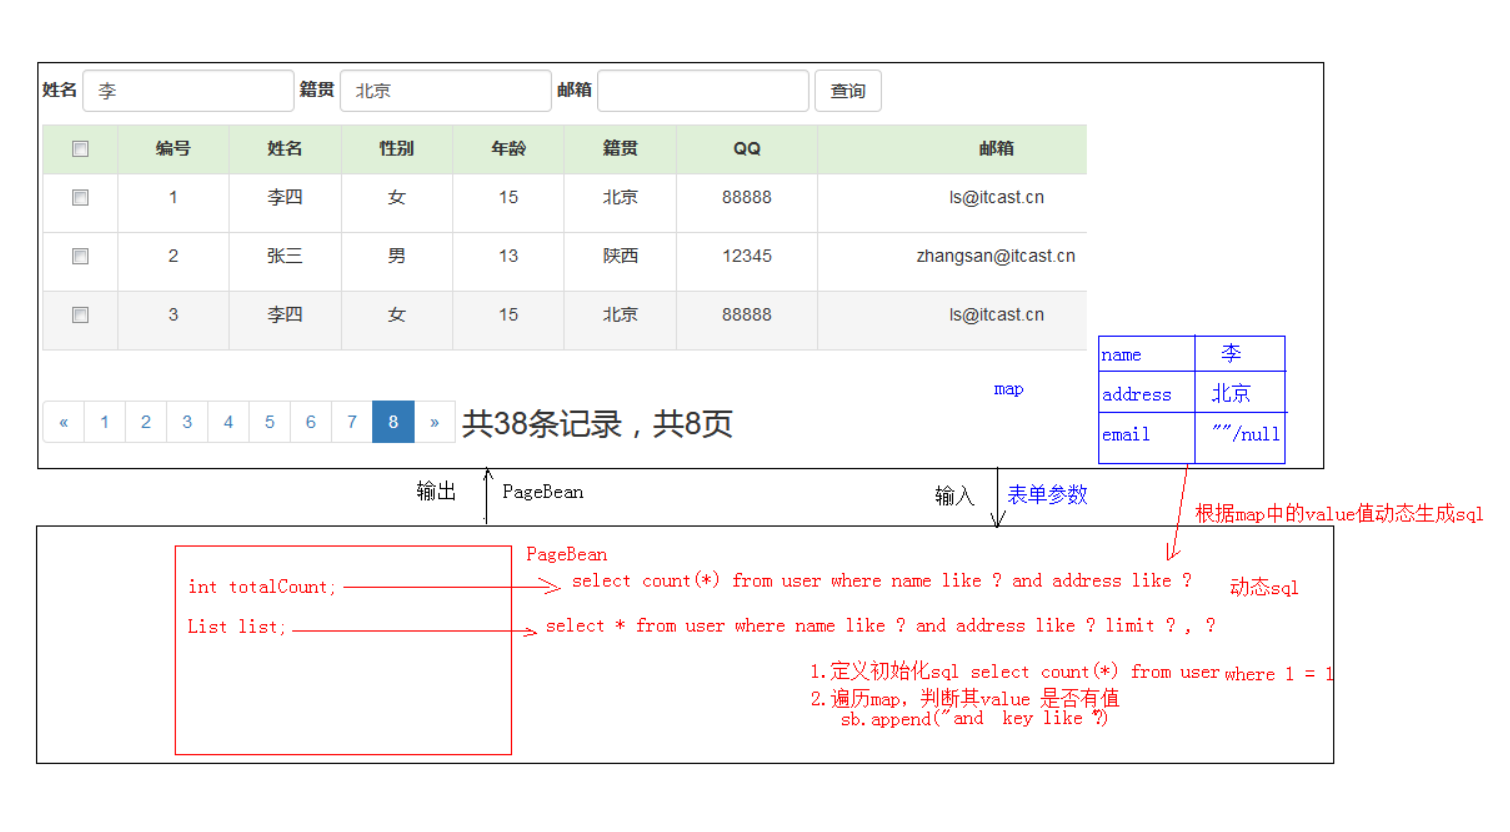 姓名 李 籍贯 北京 邮箱 查询
编号 姓名 性别 年龄 籍贯 QQ 邮箱
1 李四 女 15 北京 88888 ls@itcast.cn
2 张三 男 13 陕西 12345 zhangsan@itcast.cn
3 李四 女 15 北京 88888 ls@itcast.cn
name 李
map
address 北京
email ""/null
« 1 2 3 4 5 6 7 8 » 共38条记录，共8页
输出 PageBean 输入 表单参数
根据map中的value值动态生成sql
PageBean
int totalCount; select count(*) from user where name like ? and address like ? 动态sql
List list; select * from user where name like ? and address like ? limit ? , ?
1.定义初始化sql select count(*) from user where 1 = 1
2.遍历map，判断其value 是否有值
sb.append("and key like ?")